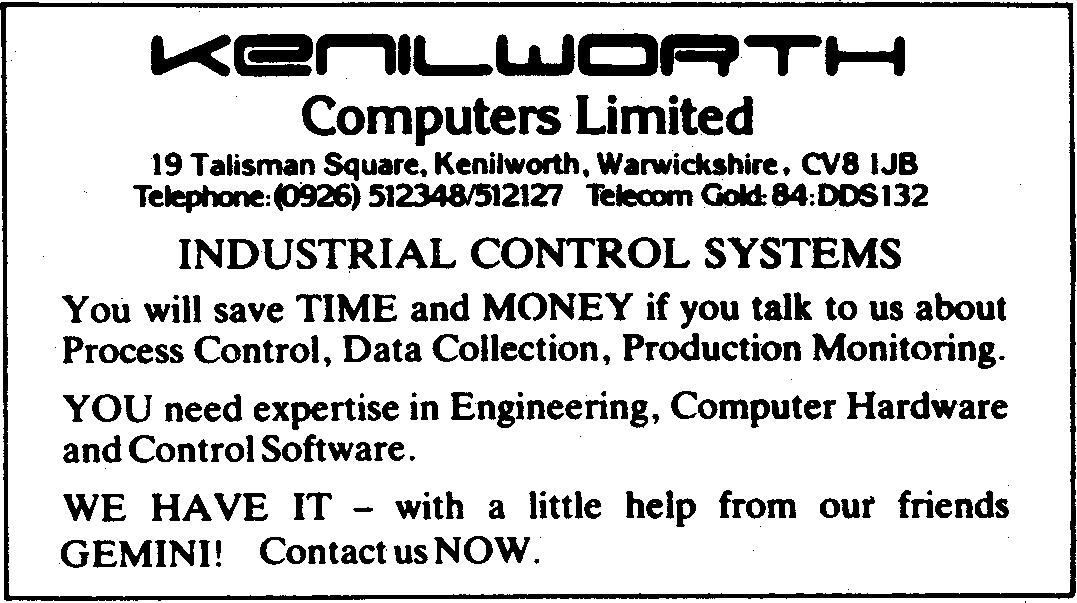 KENILWORTH
Computers Limited
19 Talisman Square, Kenilworth, Warwickshire, CV8 1JB
Telephone: (0926) 512348/512127 Telecom Gold: 84: DDS132
INDUSTRIAL CONTROL SYSTEMS
You will save TIME and MONEY if you talk to us about
Process Control, Data Collection, Production Monitoring.
YOU need expertise in Engineering, Computer Hardware
and Control Software.
WE HAVE IT – with a little help from our friends
GEMINI! Contact us NOW.